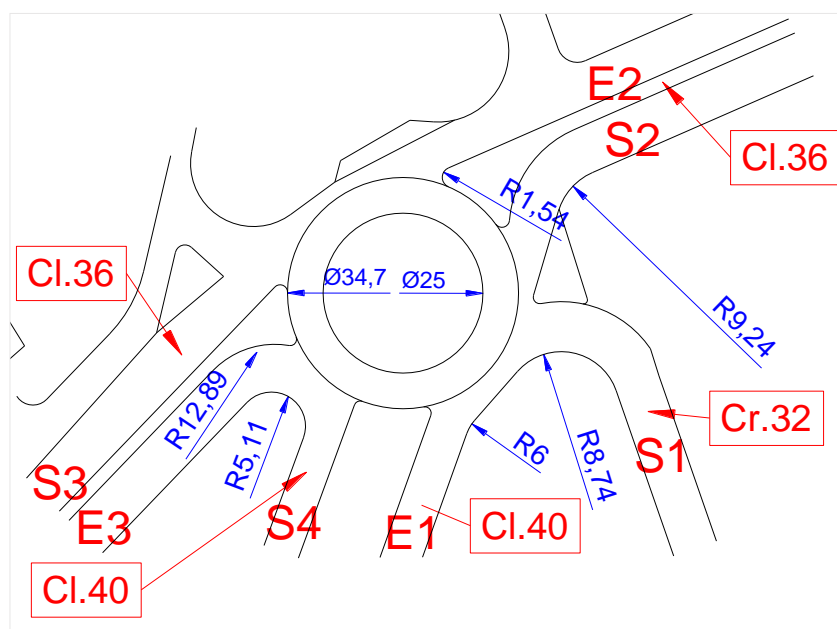 E2
S2
Cl.36
R1,54
Cl.36
Ø34,7
Ø25
R9,24
R12,89
Cr.32
R5,11
R6
R8,74
S1
S3
E3
S4
E1
Cl.40
Cl.40